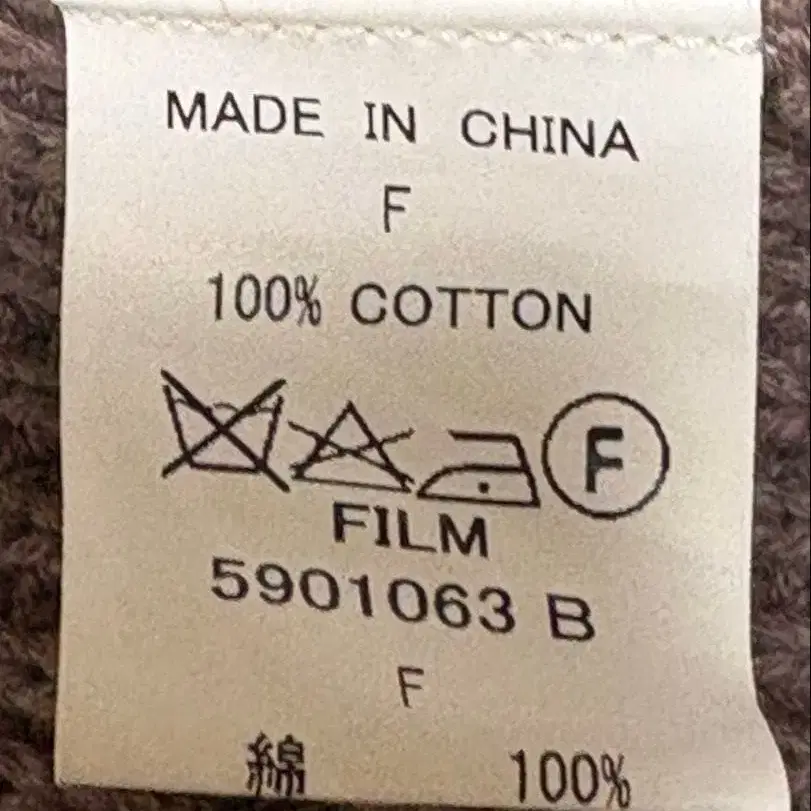 MADE IN CHINA
F
100% COTTON
F
FILM
5901063 B
F
綿 100%